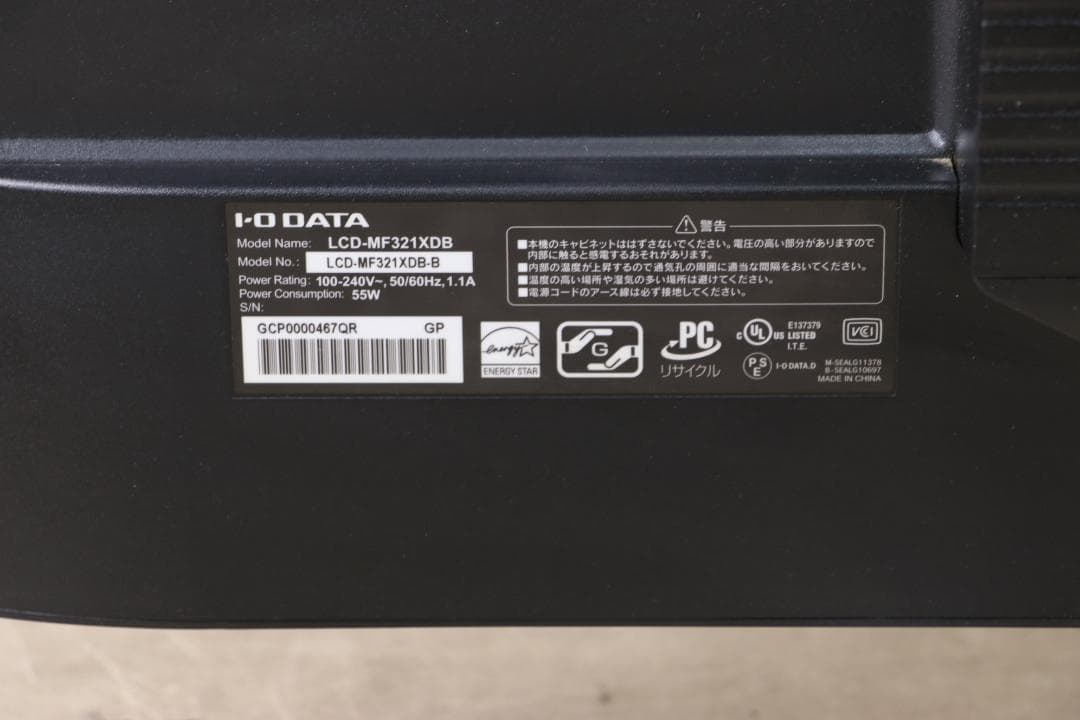 I-O DATA
Model Name: LCD-MF321XDB
Model No.: LCD-MF321XDB-B
Power Rating: 100-240V~, 50/60Hz, 1.1A
Power Consumption: 55W
S/N:
GCP0000467QR GP
警告
■本機のキャビネットははずさないでください。電圧の高い部分がありますので
内部に触ると感電するおそれがあります。
■内部の温度が上昇するので通気孔の周囲に適当な間隔をおいてください。
■温度の高い場所や湿気の多い場所は避けてください。
■電源コードのアース線は必ず接地してください。
energy
ENERGY STAR
G
PC
リサイクル
C UL US LISTED
E137379
I.T.E.
VCI
PSE I-O DATA.D
M-SEALG11378
B-SEALG10697
MADE IN CHINA